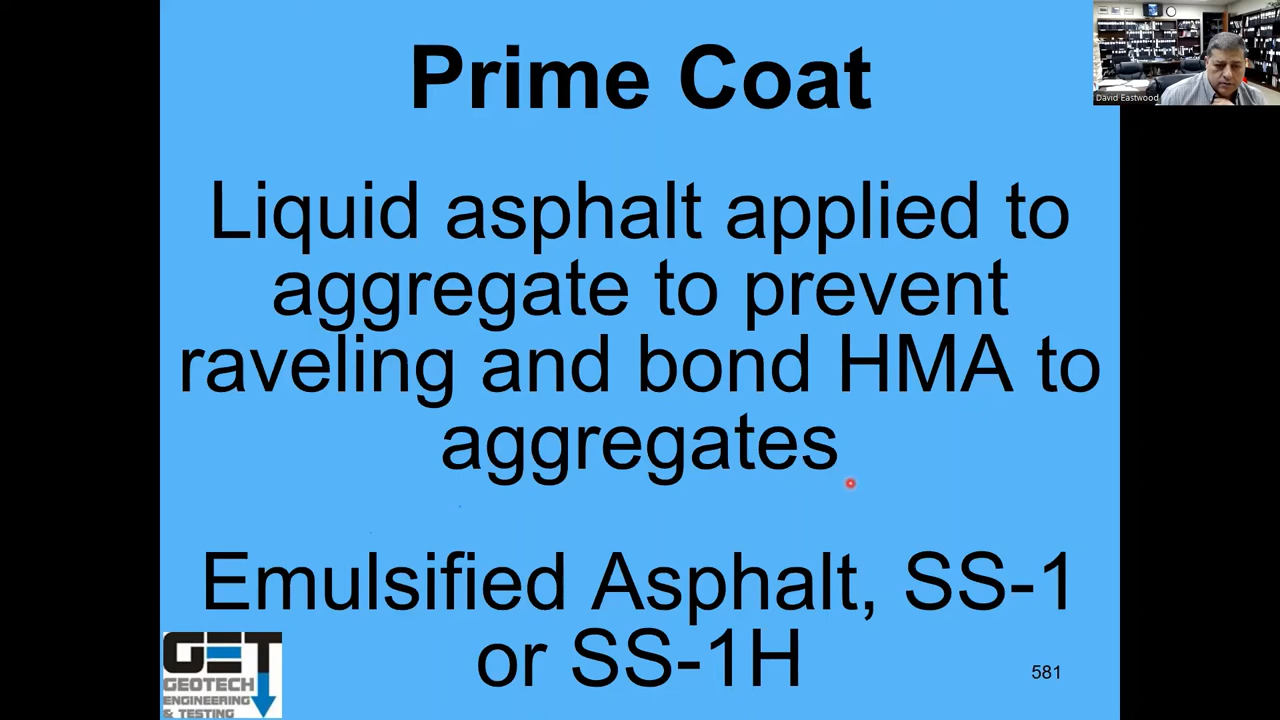 Prime Coat
David Eastwood
Liquid asphalt applied to
aggregate to prevent
raveling and bond HMA to
aggregates
Emulsified Asphalt, SS-1
or SS-1H
GET
GEOTECH
ENGINEERING
& TESTING
581